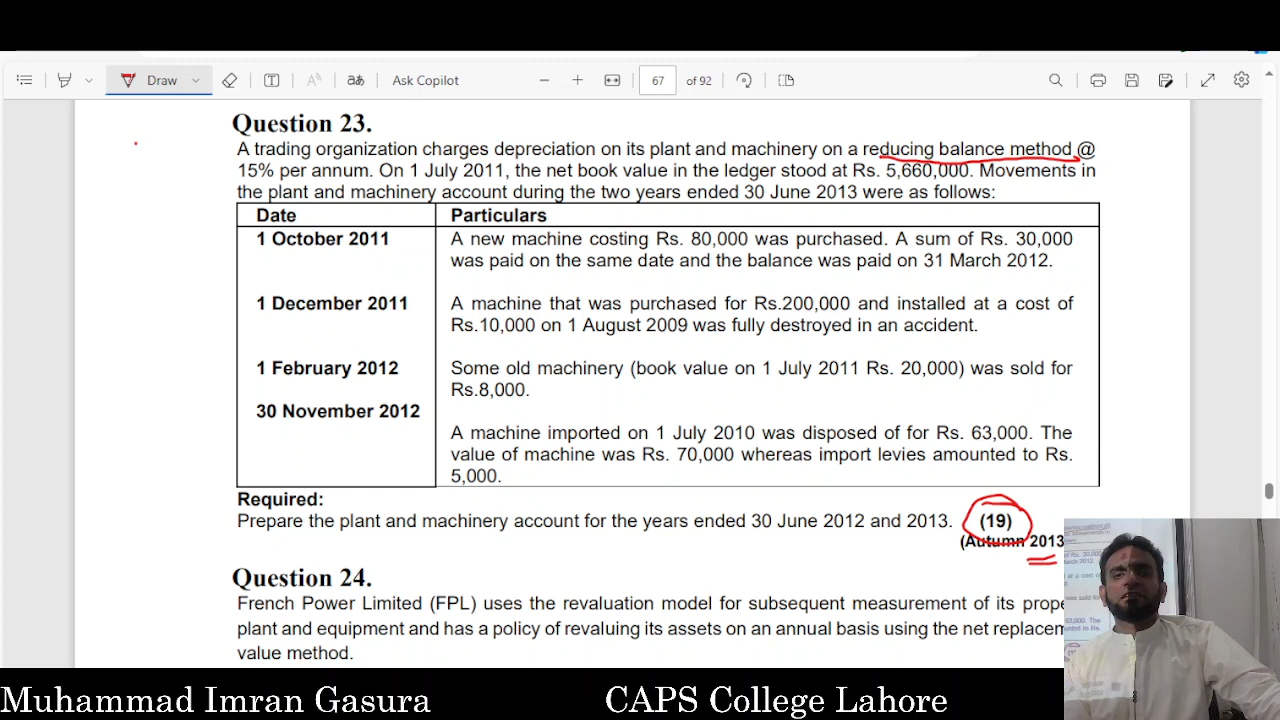 Draw
Ask Copilot
67
of 92
Question 23.
A trading organization charges depreciation on its plant and machinery on a reducing balance method @
15% per annum. On 1 July 2011, the net book value in the ledger stood at Rs. 5,660,000. Movements in
the plant and machinery account during the two years ended 30 June 2013 were as follows:
Date
Particulars
1 October 2011
A new machine costing Rs. 80,000 was purchased. A sum of Rs. 30,000
was paid on the same date and the balance was paid on 31 March 2012.
1 December 2011
A machine that was purchased for Rs.200,000 and installed at a cost of
Rs.10,000 on 1 August 2009 was fully destroyed in an accident.
1 February 2012
Some old machinery (book value on 1 July 2011 Rs. 20,000) was sold for
Rs.8,000.
30 November 2012
A machine imported on 1 July 2010 was disposed of for Rs. 63,000. The
value of machine was Rs. 70,000 whereas import levies amounted to Rs.
5,000.
Required:
Prepare the plant and machinery account for the years ended 30 June 2012 and 2013.
(19)
(Autumn 2013
Question 24.
French Power Limited (FPL) uses the revaluation model for subsequent measurement of its prope
plant and equipment and has a policy of revaluing its assets on an annual basis using the net replacem
value method.
Muhammad Imran Gasura
CAPS College Lahore